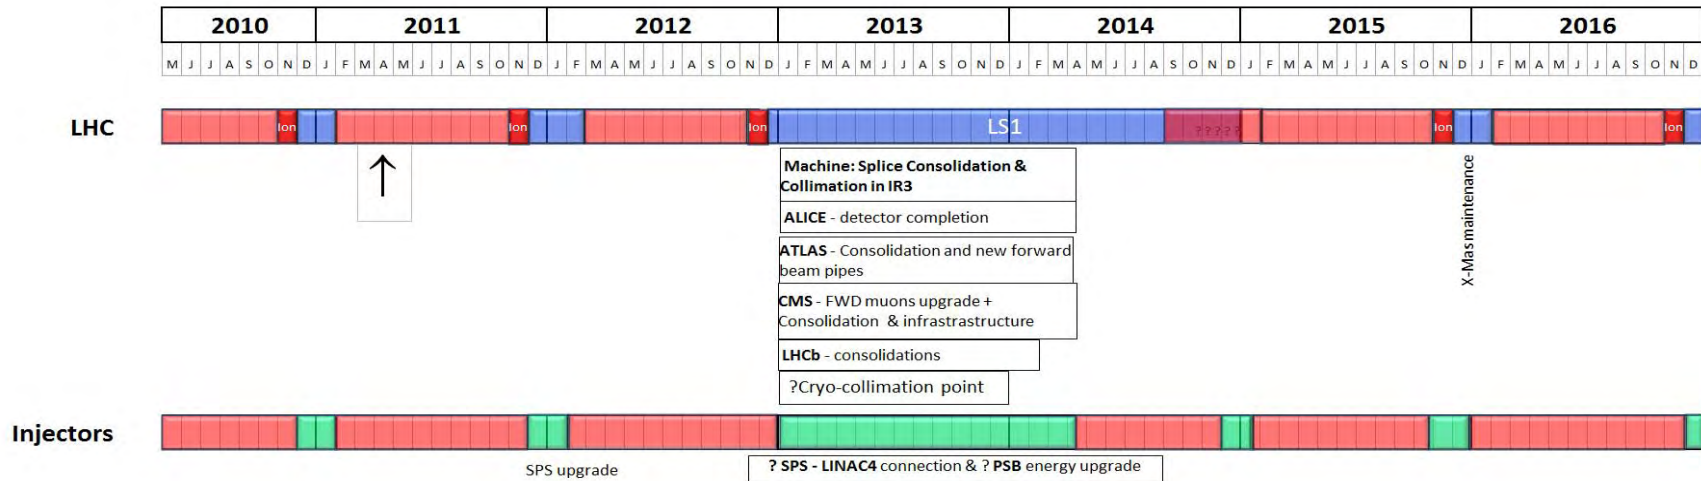 2010 2011 2012 2013 2014 2015 2016
M J J A S O N D J F M A M J J A S O N D J F M A M J J A S O N D J F M A M J J A S O N D J F M A M J J A S O N D J F M A M J J A S O N D J F M A M J J A S O N D
LHC Ion Ion Ion LS1 ????? Ion Ion
Machine: Splice Consolidation &
Collimation in IR3
ALICE - detector completion
ATLAS - Consolidation and new forward
beam pipes
CMS - FWD muons upgrade +
Consolidation & infrastrastructure
LHCb - consolidations
?Cryo-collimation point
X-Mas maintenance
Injectors
SPS upgrade
? SPS - LINAC4 connection & ? PSB energy upgrade